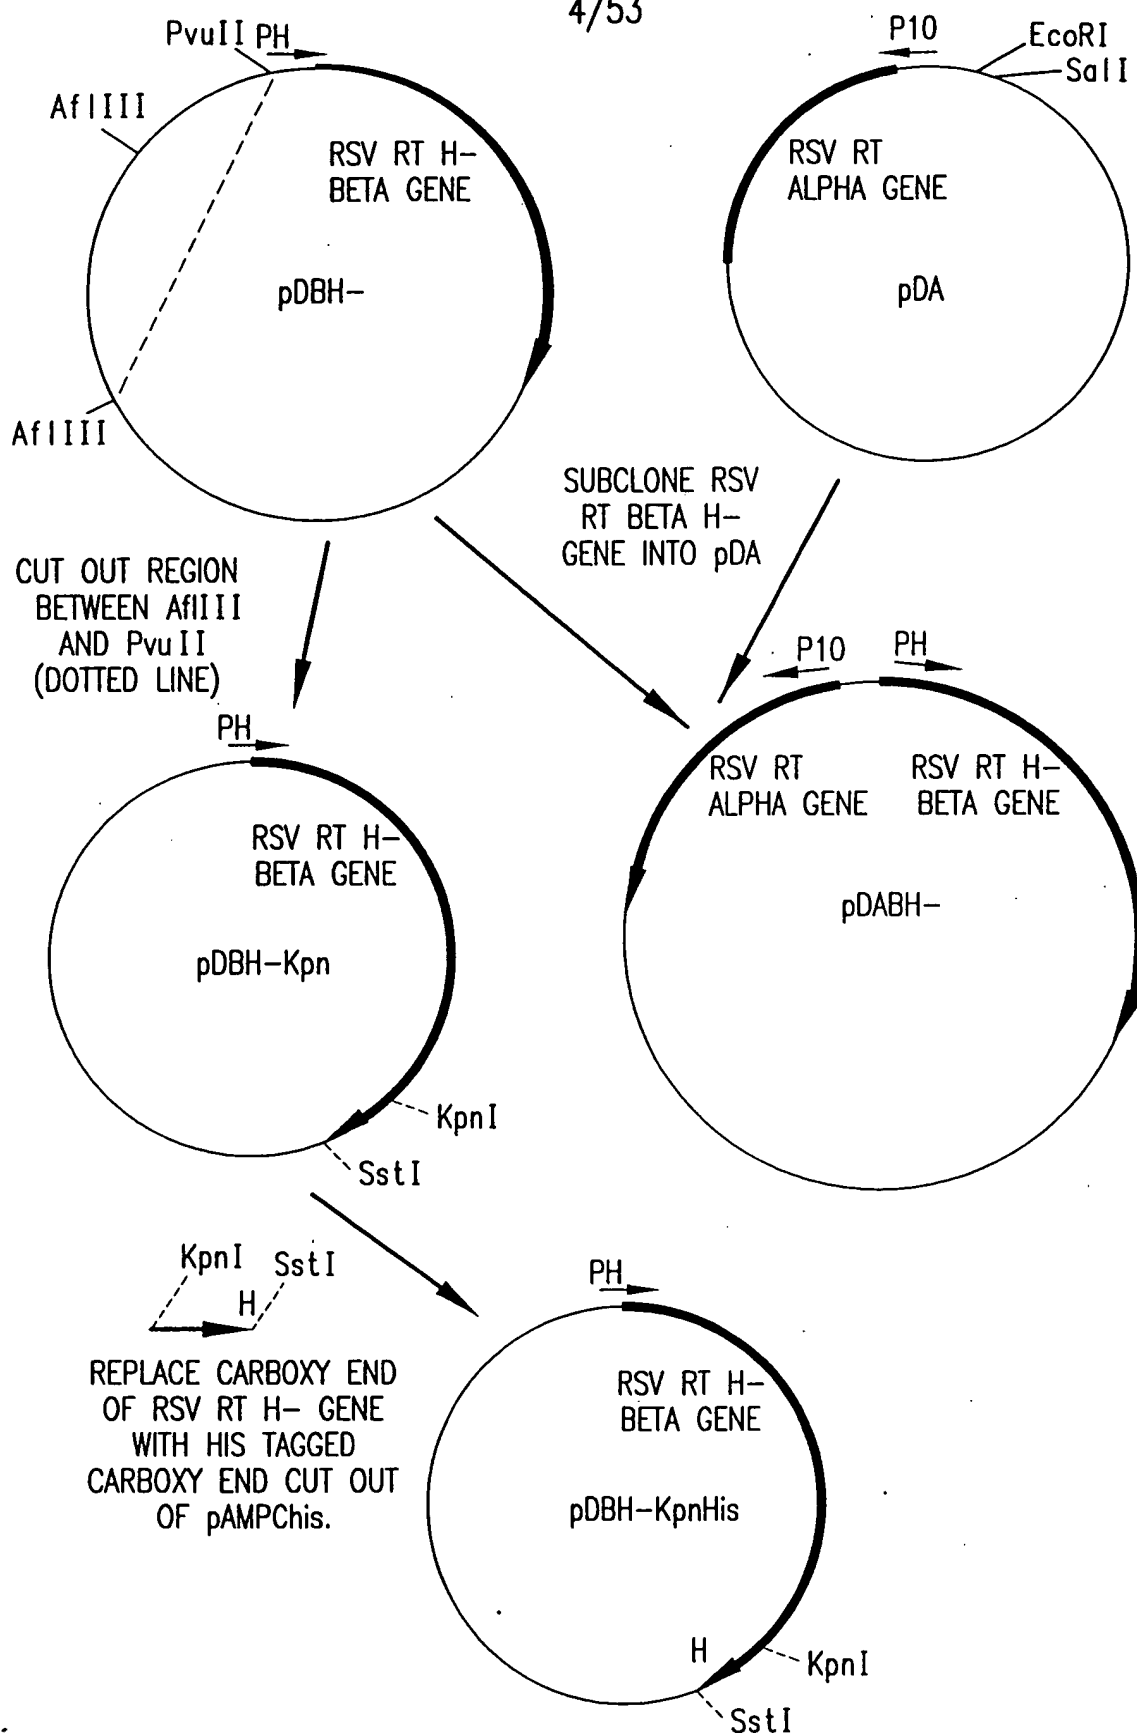 4/53
PvuII PH
AflIII
RSV RT H-
BETA GENE
pDBH-
AflIII
P10
EcoRI
SalI
RSV RT
ALPHA GENE
pDA
SUBCLONE RSV
RT BETA H-
GENE INTO pDA
CUT OUT REGION
BETWEEN AflIII
AND PvuII
(DOTTED LINE)
PH
RSV RT H-
BETA GENE
pDBH-Kpn
KpnI
SstI
P10 PH
RSV RT
ALPHA GENE
RSV RT H-
BETA GENE
pDABH-
KpnI SstI
H
REPLACE CARBOXY END
OF RSV RT H- GENE
WITH HIS TAGGED
CARBOXY END CUT OUT
OF pAMPChis.
PH
RSV RT H-
BETA GENE
pDBH-KpnHis
H
KpnI
SstI